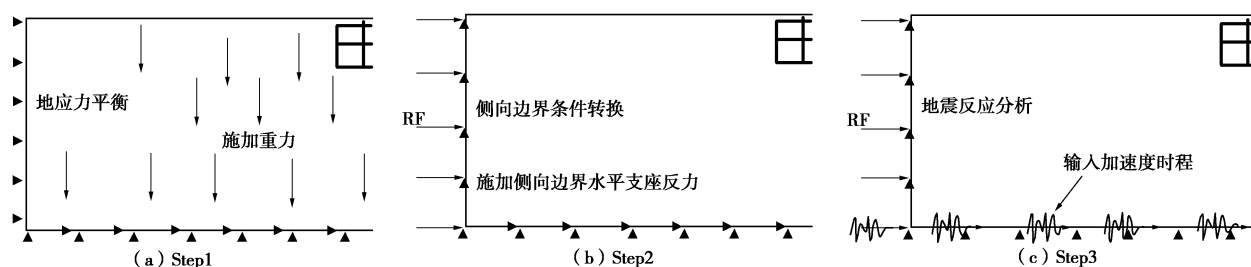 地应力平衡
施加重力
(a) Step1
RF
侧向边界条件转换
施加侧向边界水平支座反力
(b) Step2
RF
地震反应分析
输入加速度时程
(c) Step3